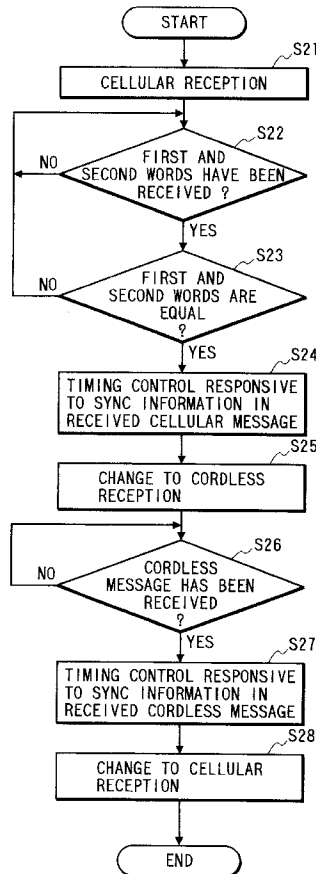 START
S21
CELLULAR RECEPTION
S22
FIRST AND
SECOND WORDS HAVE BEEN
RECEIVED ?
NO
YES
S23
FIRST AND
SECOND WORDS ARE
EQUAL
?
NO
YES
S24
TIMING CONTROL RESPONSIVE
TO SYNC INFORMATION IN
RECEIVED CELLULAR MESSAGE
S25
CHANGE TO CORDLESS
RECEPTION
S26
CORDLESS
MESSAGE HAS BEEN
RECEIVED
?
NO
YES
S27
TIMING CONTROL RESPONSIVE
TO SYNC INFORMATION IN
RECEIVED CORDLESS MESSAGE
S28
CHANGE TO CELLULAR
RECEPTION
END